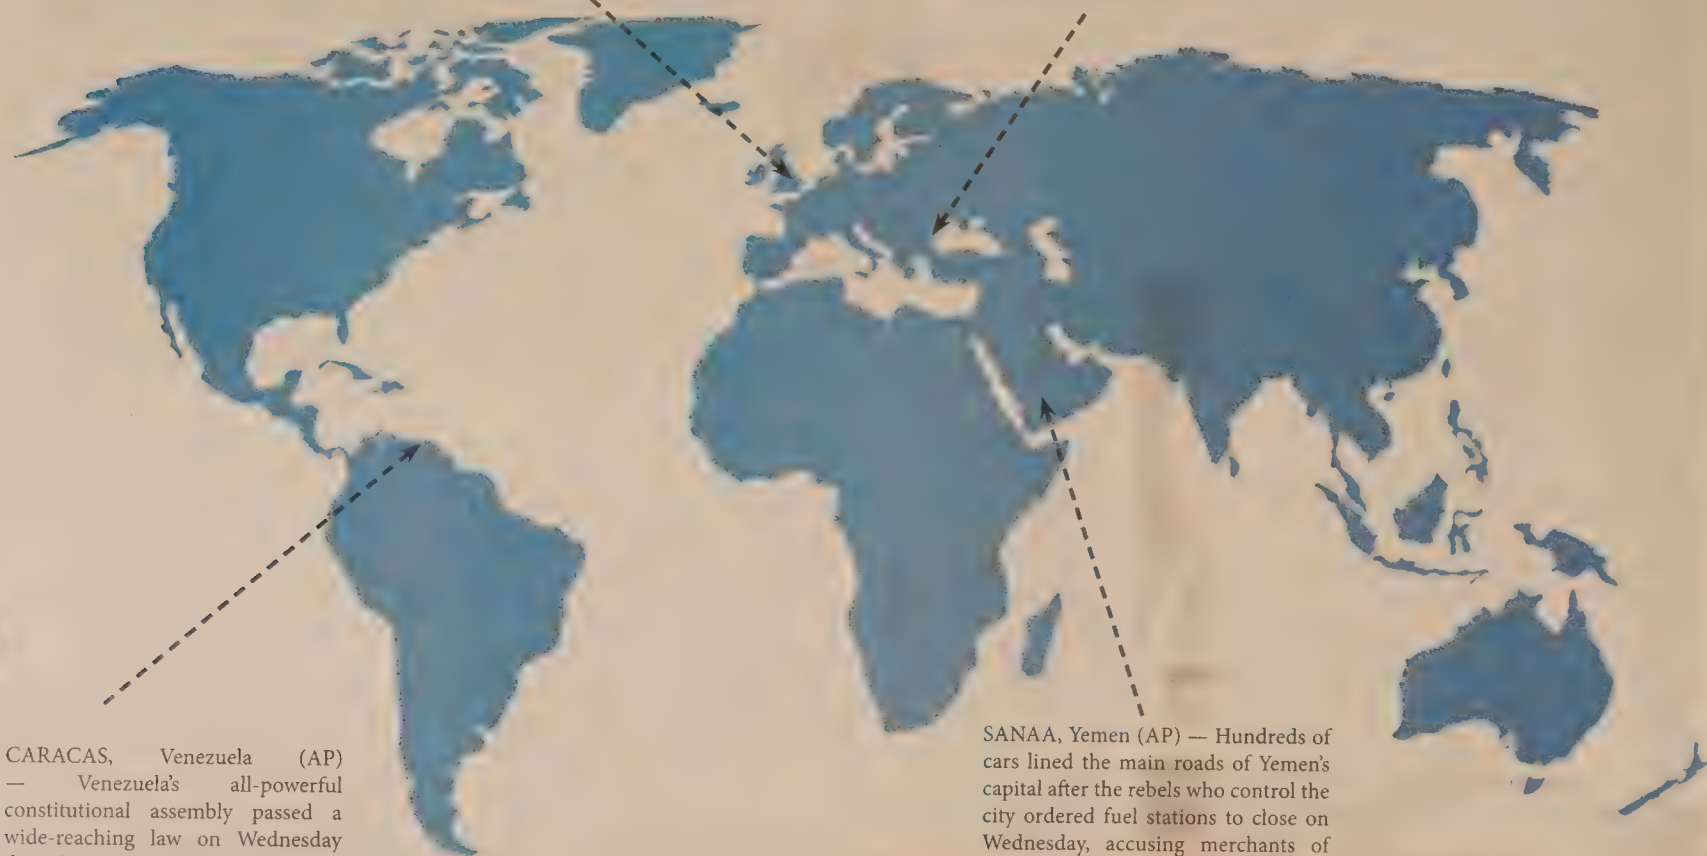 CARACAS, Venezuela (AP)
— Venezuela's all-powerful
constitutional assembly passed a
wide-reaching law on Wednesday
SANAA, Yemen (AP) — Hundreds of
cars lined the main roads of Yemen's
capital after the rebels who control the
city ordered fuel stations to close on
Wednesday, accusing merchants of